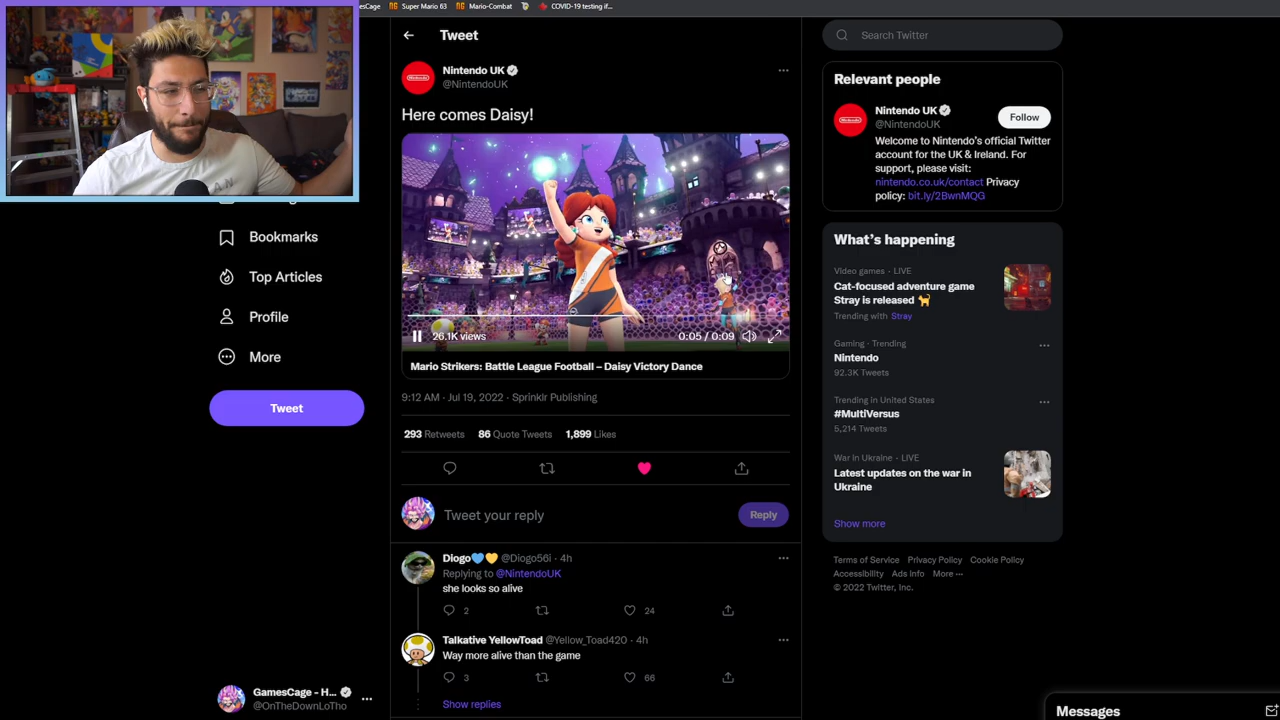 esCage
Super Mario 63
Mario-Combat
COVID-19 testing if...
Tweet
Search Twitter
Nintendo UK
@NintendoUK
Here comes Daisy!
26.1K views
0:05 / 0:09
Mario Strikers: Battle League Football – Daisy Victory Dance
9:12 AM · Jul 19, 2022 · Sprinklr Publishing
293 Retweets 86 Quote Tweets 1,899 Likes
Tweet your reply
Reply
Diogo💙💛 @Diogo56i · 4h
Replying to @NintendoUK
she looks so alive
2
24
Talkative YellowToad @Yellow_Toad420 · 4h
Way more alive than the game
3
66
Show replies
Bookmarks
Top Articles
Profile
More
Tweet
GamesCage - H...
@OnTheDownLoTho
Relevant people
Nintendo UK
@NintendoUK
Follow
Welcome to Nintendo's official Twitter
account for the UK & Ireland. For
support, please visit:
nintendo.co.uk/contact Privacy
policy: bit.ly/2BwnMQG
What's happening
Video games · LIVE
Cat-focused adventure game
Stray is released 🐈
Trending with Stray
Gaming · Trending
Nintendo
92.3K Tweets
Trending in United States
#MultiVersus
5,214 Tweets
War in Ukraine · LIVE
Latest updates on the war in
Ukraine
Show more
Terms of Service Privacy Policy Cookie Policy
Accessibility Ads info More ···
© 2022 Twitter, Inc.
Messages